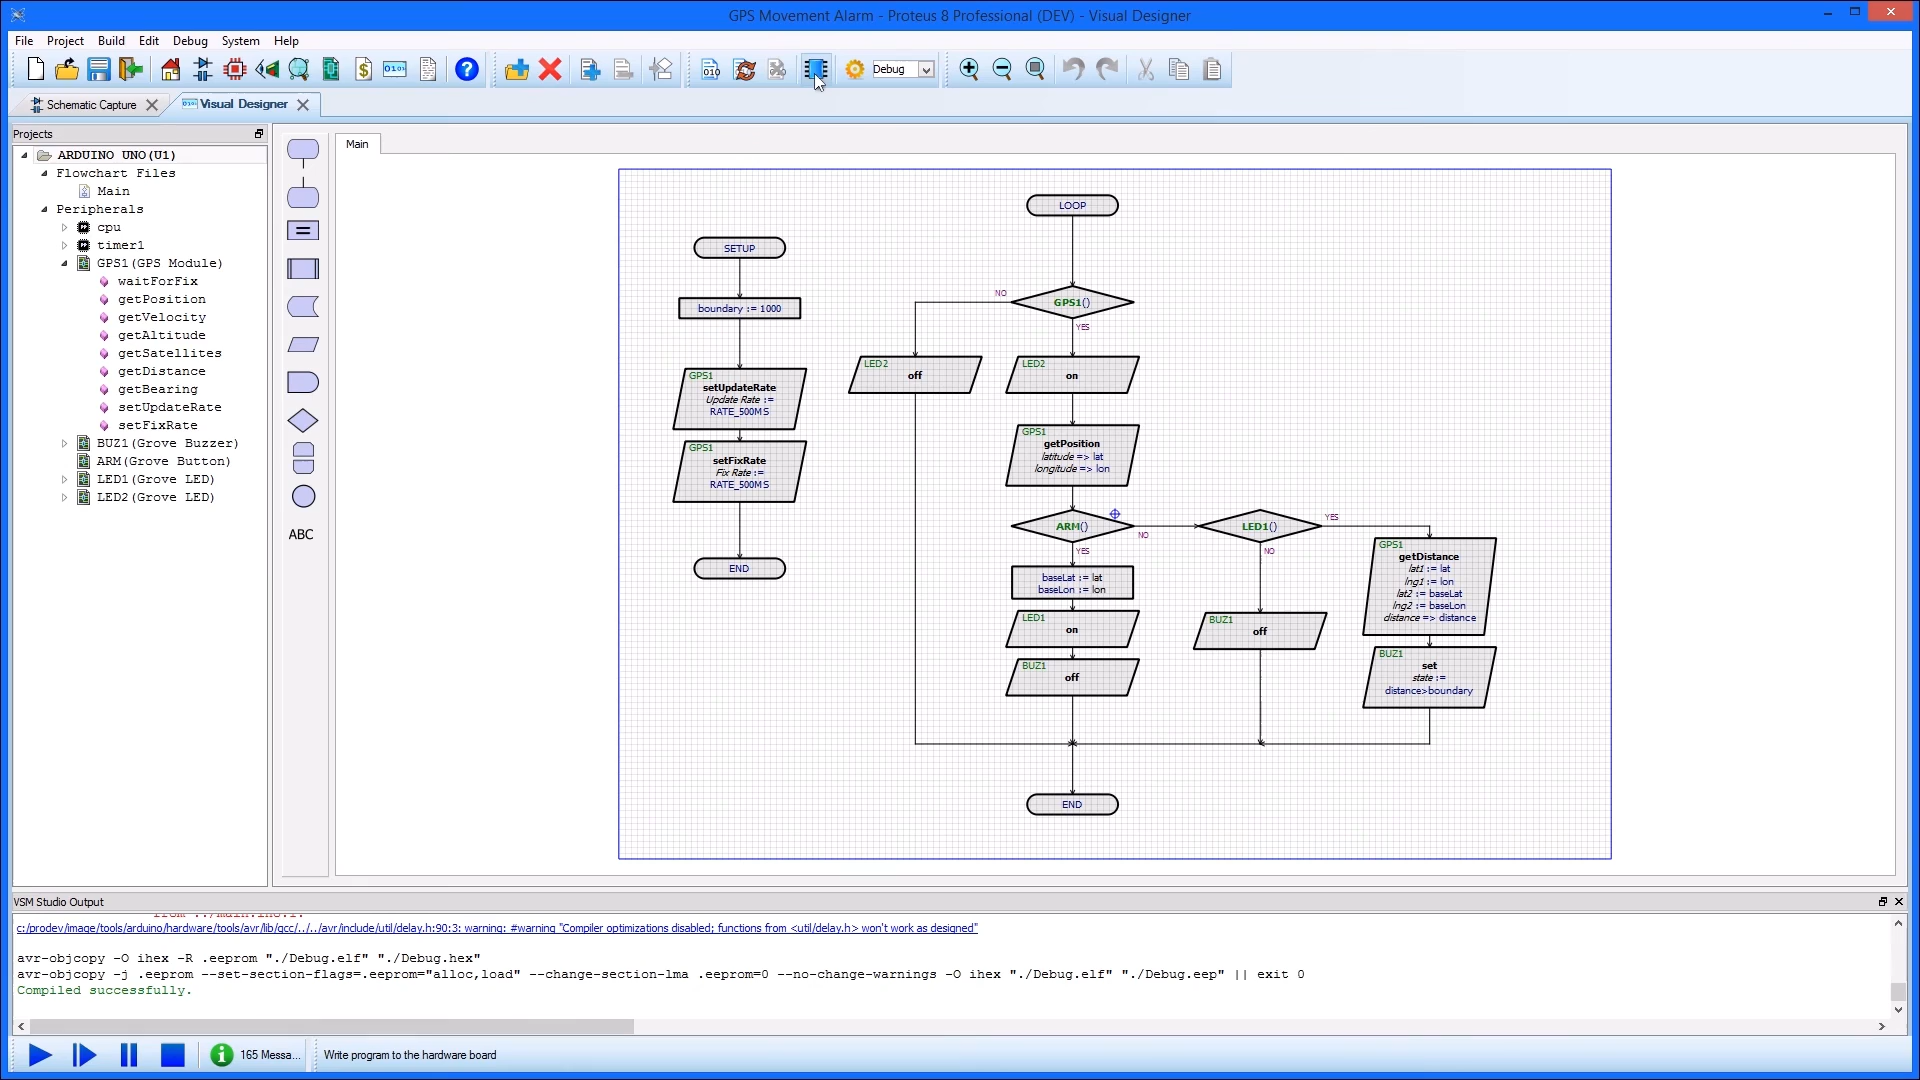 GPS Movement Alarm - Proteus 8 Professional (DEV) - Visual Designer
File Project Build Edit Debug System Help
Debug
Schematic Capture
Visual Designer
Projects
ARDUINO UNO(U1)
Flowchart Files
Main
Peripherals
cpu
timer1
GPS1(GPS Module)
waitForFix
getPosition
getVelocity
getAltitude
getSatellites
getDistance
getBearing
setUpdateRate
setFixRate
BUZ1(Grove Buzzer)
ARM(Grove Button)
LED1(Grove LED)
LED2(Grove LED)
ABC
Main
SETUP
boundary := 1000
GPS1
setUpdateRate
Update Rate :=
RATE_500MS
GPS1
setFixRate
Fix Rate :=
RATE_500MS
END
LOOP
GPS1()
NO
YES
LED2
off
LED2
on
GPS1
getPosition
latitude => lat
longitude => lon
ARM()
NO
YES
baseLat := lat
baseLon := lon
LED1
on
BUZ1
off
LED1()
YES
NO
BUZ1
off
GPS1
getDistance
lat1 := lat
lng1 := lon
lat2 := baseLat
lng2 := baseLon
distance => distance
BUZ1
set
state :=
distance>boundary
END
VSM Studio Output
c:/prodev/image/tools/arduino/hardware/tools/avr/lib/gcc/../../avr/include/util/delay.h:90:3: warning: #warning "Compiler optimizations disabled; functions from <util/delay.h> won't work as designed"
avr-objcopy -O ihex -R .eeprom "./Debug.elf" "./Debug.hex"
avr-objcopy -j .eeprom --set-section-flags=.eeprom="alloc,load" --change-section-lma .eeprom=0 --no-change-warnings -O ihex "./Debug.elf" "./Debug.eep" || exit 0
Compiled successfully.
165 Messa...
Write program to the hardware board